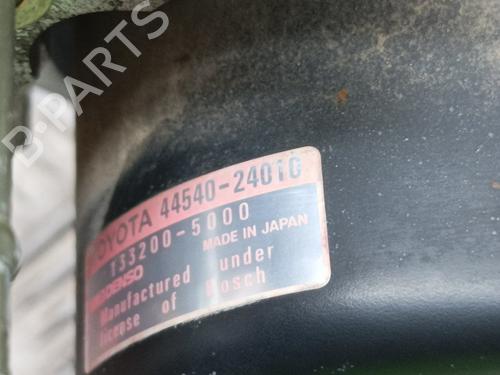 B-PARTS
TOYOTA 44540-24010
133200-5000
DENSO MADE IN JAPAN
Manufactured under
license of Bosch